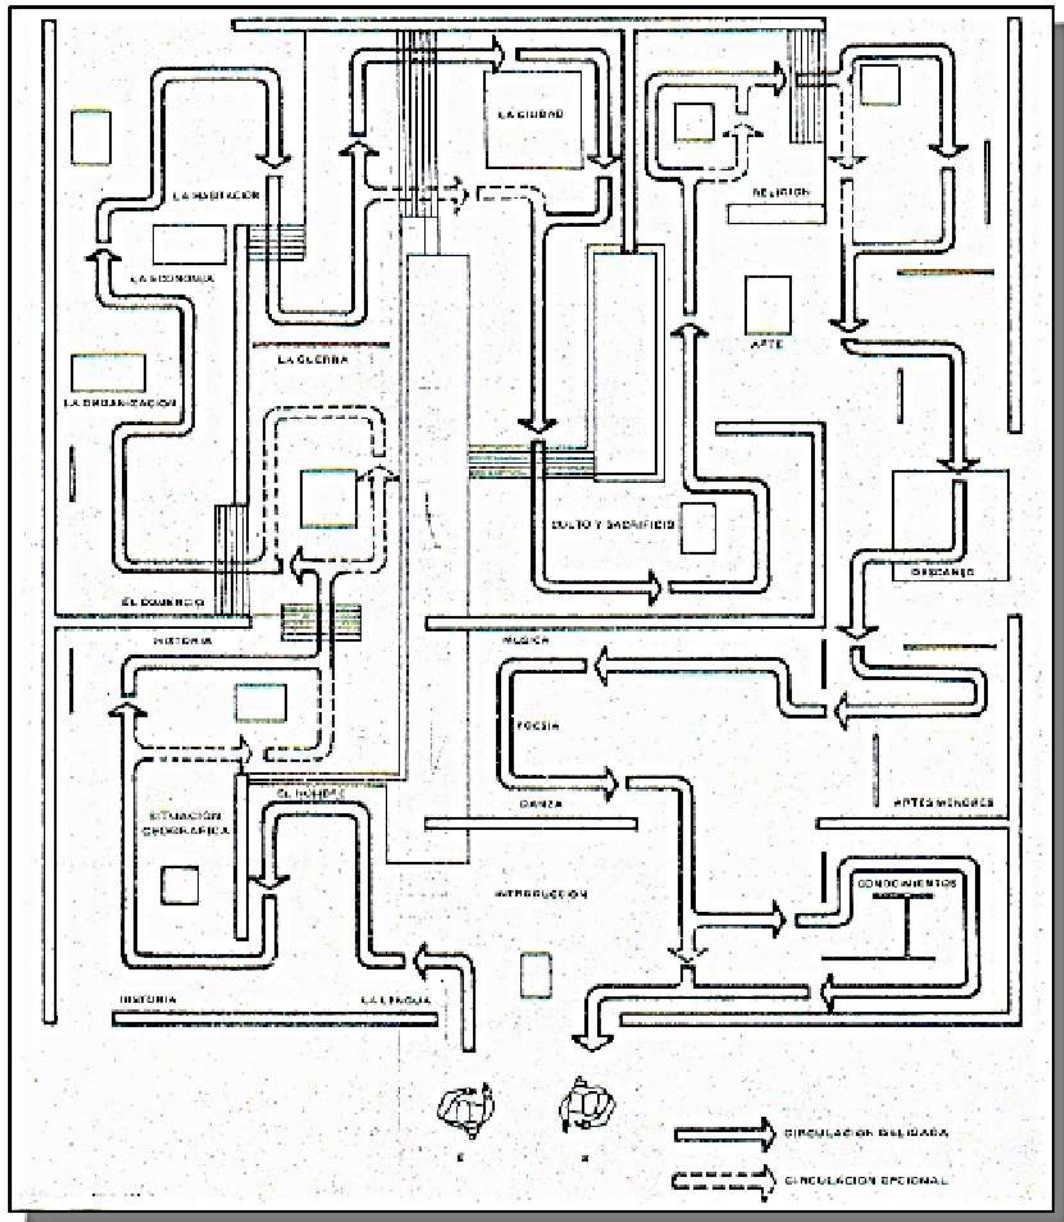 LA CIUDAD
LA HABITACION
RELIGION
LA ECONOMIA
ARTE
LA GUERRA
LA ORGANIZACION
CULTO Y SACRIFICIO
DESCANSO
EL COMERCIO
HISTORIA
MUSICA
POESIA
EL HOMBRE
DANZA
ARTES MENORES
SITUACION
GEOGRAFICA
CONOCIMIENTOS
INTRODUCCION
HISTORIA
LA LENGUA
E
S
CIRCULACION OBLIGADA
CIRCULACION OPCIONAL